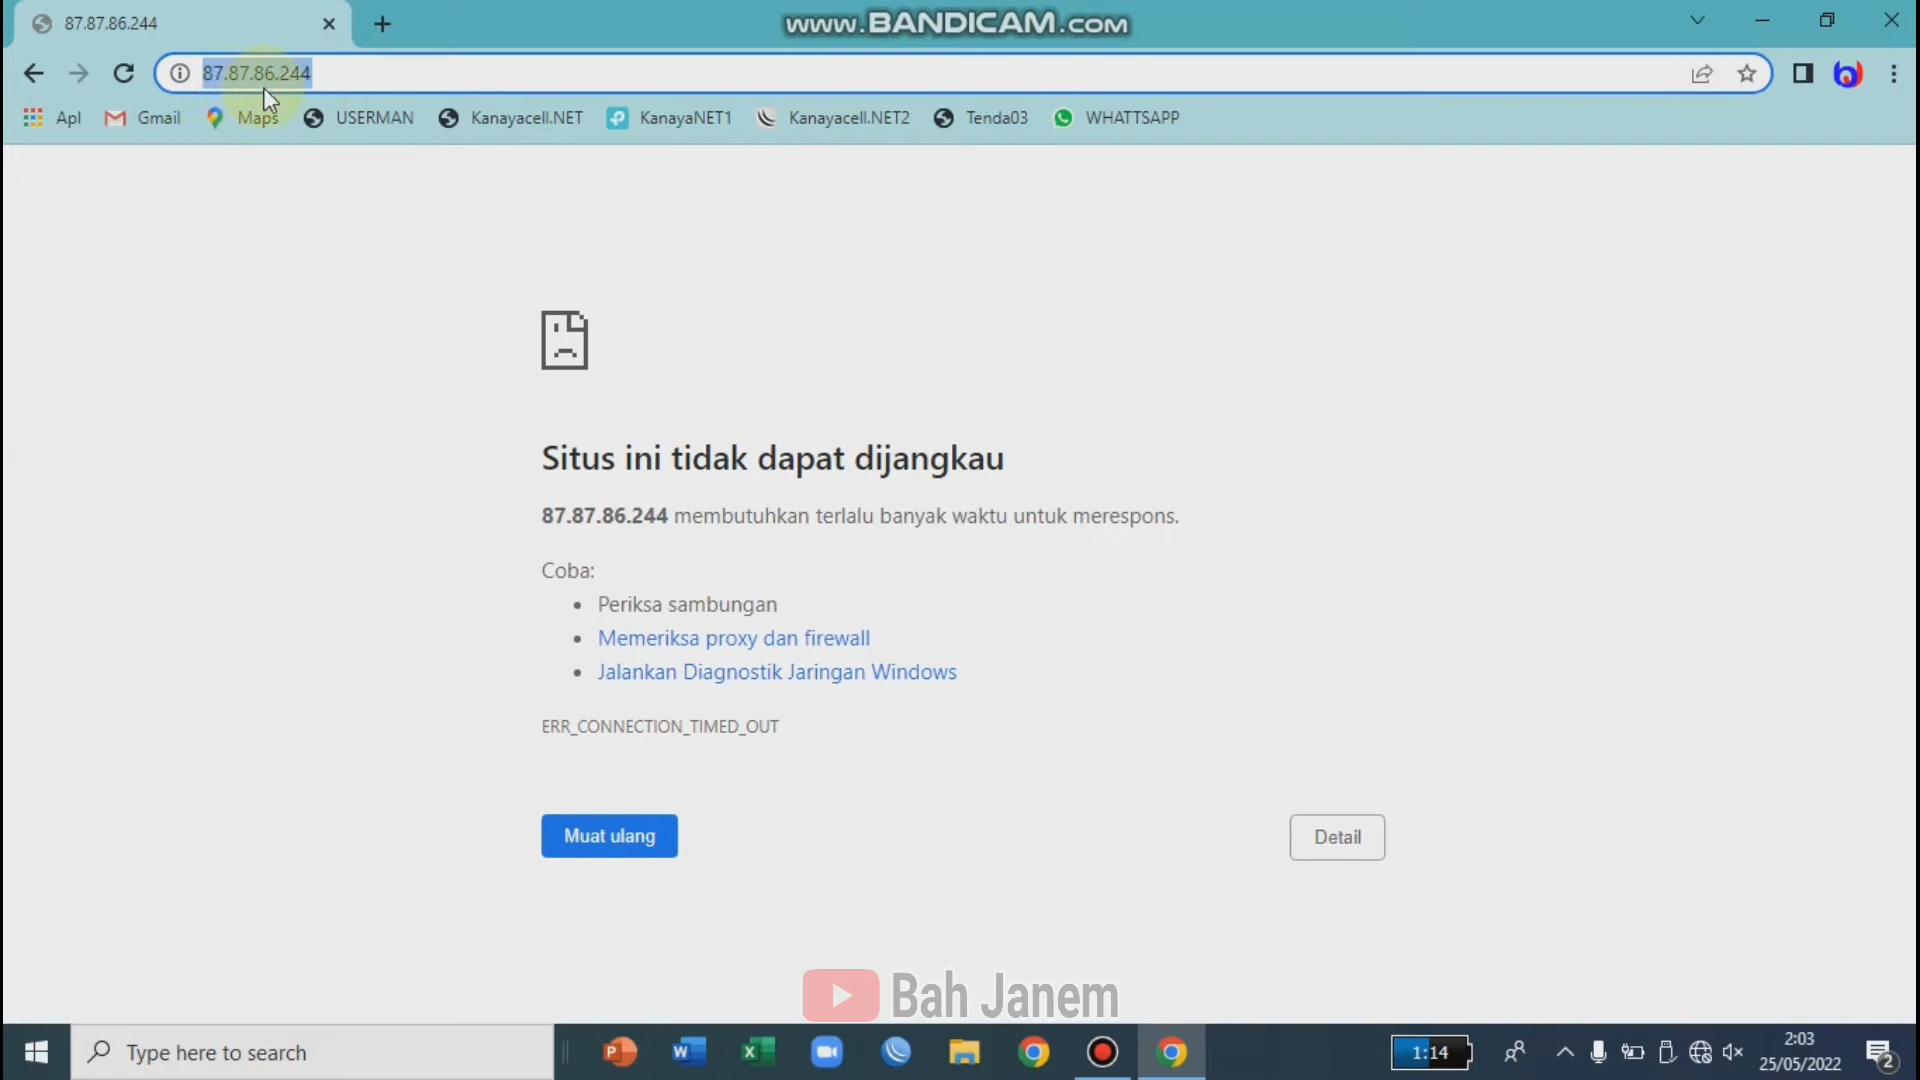 87.87.86.244
www.BANDICAM.com
87.87.86.244
Apl
Gmail
Maps
USERMAN
Kanayacell.NET
KanayaNET1
Kanayacell.NET2
Tenda03
WHATTSAPP
Situs ini tidak dapat dijangkau
87.87.86.244 membutuhkan terlalu banyak waktu untuk merespons.
Coba:
Periksa sambungan
Memeriksa proxy dan firewall
Jalankan Diagnostik Jaringan Windows
ERR_CONNECTION_TIMED_OUT
Muat ulang
Detail
Bah Janem
Type here to search
1:14
2:03
25/05/2022
2